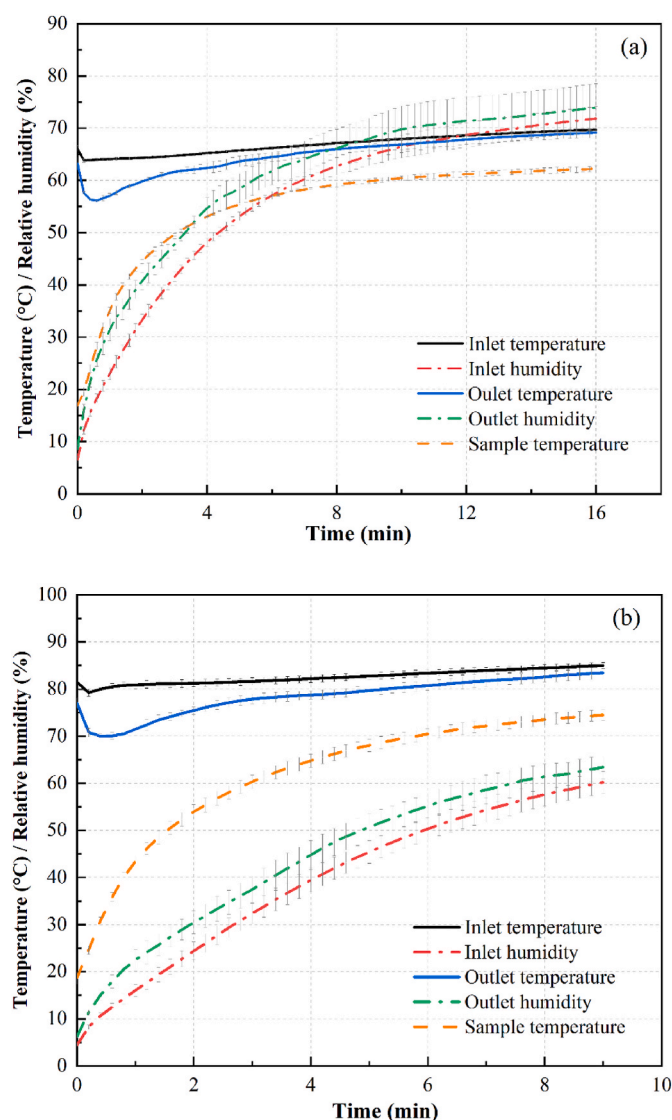 90
80
70
60
50
40
30
20
10
0
Temperature (°C) / Relative humidity (%)
(a)
Inlet temperature
Inlet humidity
Oulet temperature
Outlet humidity
Sample temperature
0 4 8 12 16
Time (min)
100
90
80
70
60
50
40
30
20
10
0
Temperature (°C) / Relative humidity (%)
(b)
Inlet temperature
Inlet humidity
Outlet temperature
Outlet humidity
Sample temperature
0 2 4 6 8 10
Time (min)